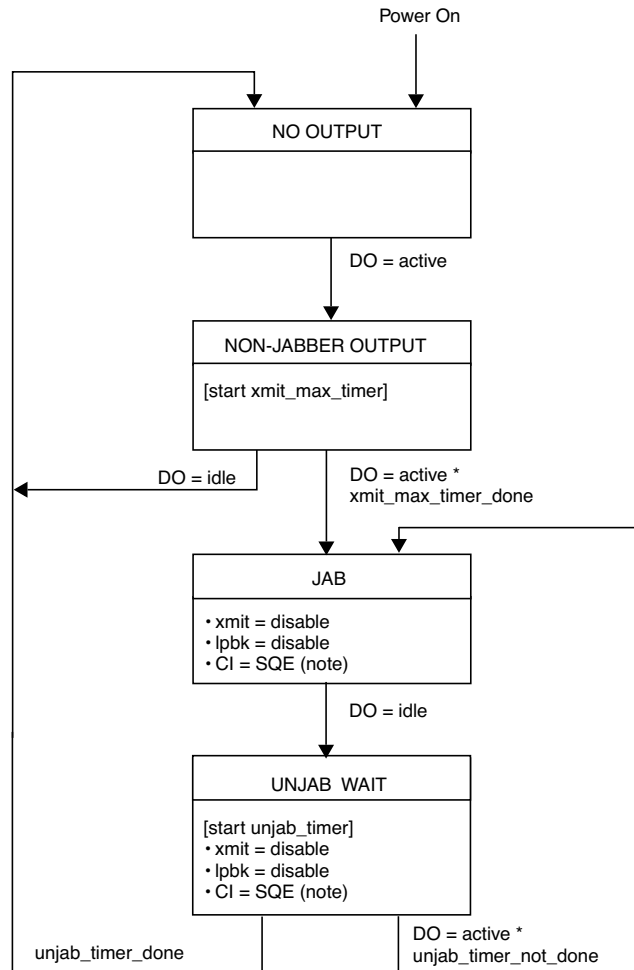 Power On
NO OUTPUT
DO = active
NON-JABBER OUTPUT
[start xmit_max_timer]
DO = idle
DO = active *
xmit_max_timer_done
JAB
• xmit = disable
• lpbk = disable
• CI = SQE (note)
DO = idle
UNJAB WAIT
[start unjab_timer]
• xmit = disable
• lpbk = disable
• CI = SQE (note)
unjab_timer_done
DO = active *
unjab_timer_not_done